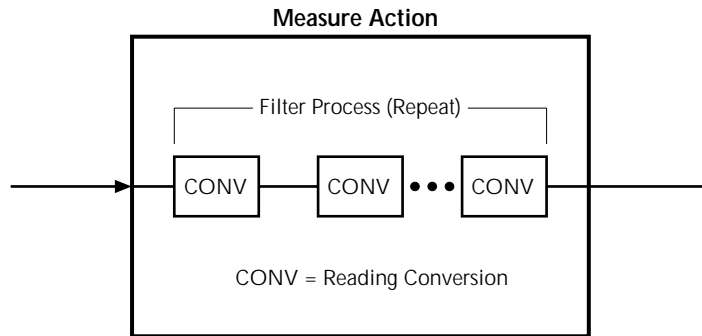 Measure Action
Filter Process (Repeat)
CONV CONV CONV
CONV = Reading Conversion